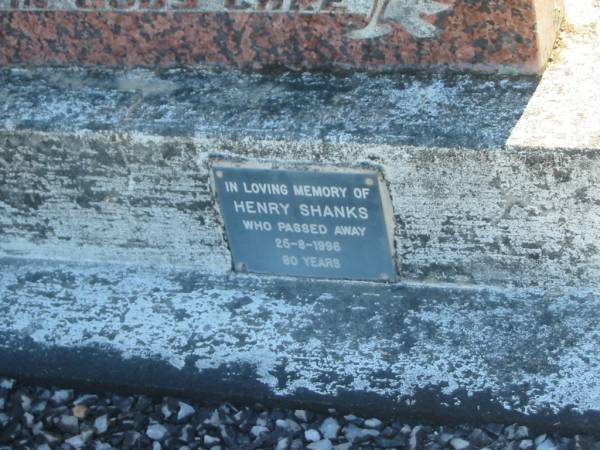 IN LOVING MEMORY OF
HENRY SHANKS
WHO PASSED AWAY
25-8-1996
80 YEARS